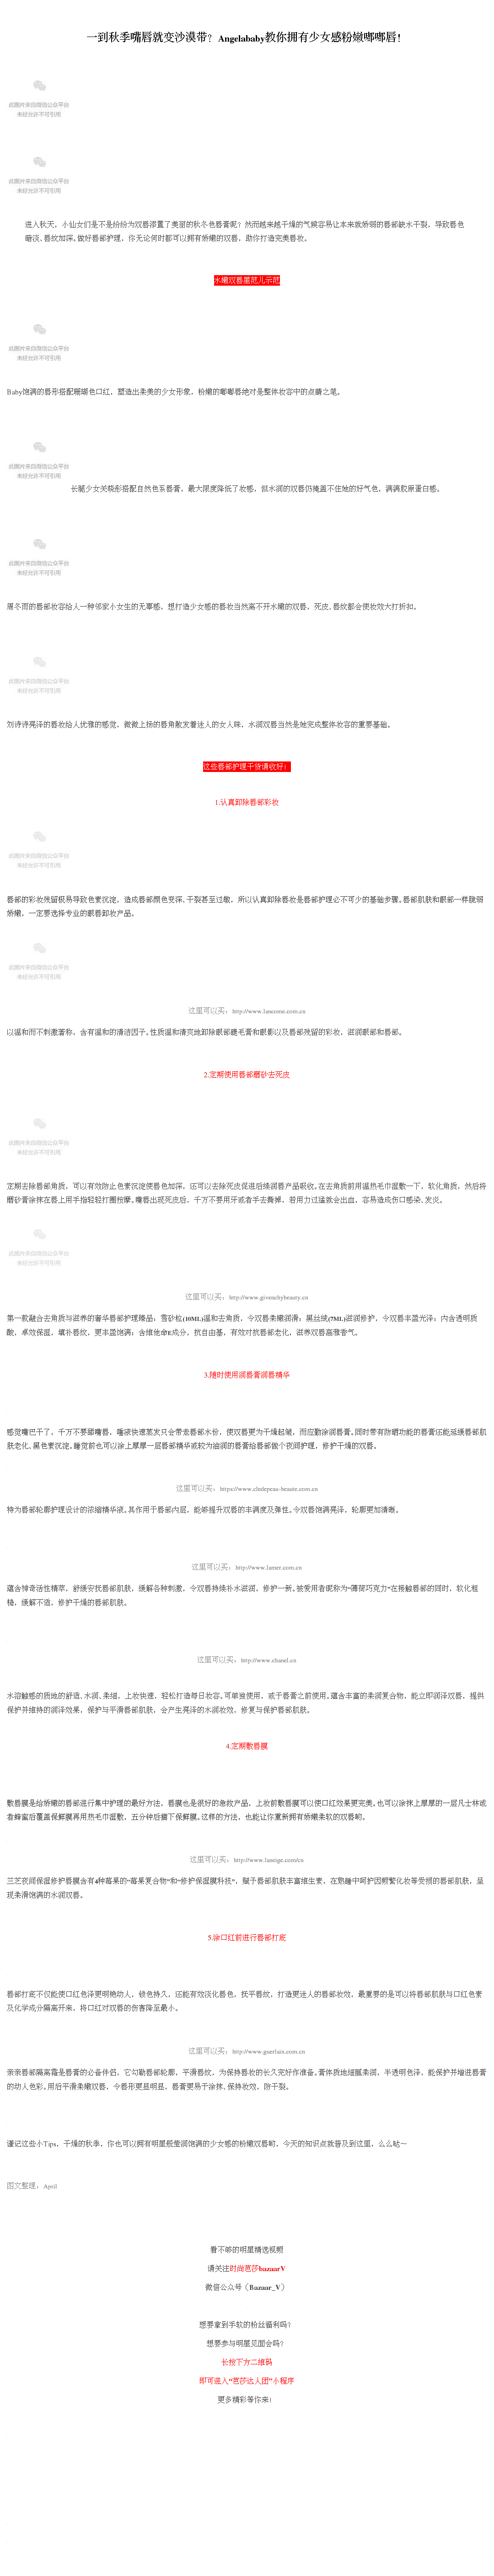 一到秋季嘴唇就变沙漠带？Angelababy教你拥有少女感粉嫩嘟嘟唇！
此图片来自微信公众平台
未经允许不可引用
此图片来自微信公众平台
未经允许不可引用
进入秋天，小仙女们是不是纷纷为双唇添置了美丽的秋冬色唇膏呢？然而越来越干燥的气候容易让本来就娇弱的唇部缺水干裂，导致唇色
暗淡、唇纹加深。做好唇部护理，你无论何时都可以拥有娇嫩的双唇，助你打造完美唇妆。
水嫩双唇星范儿示范
此图片来自微信公众平台
未经允许不可引用
Baby饱满的唇形搭配珊瑚色口红，塑造出柔美的少女形象，粉嫩的嘟嘟唇绝对是整体妆容中的点睛之笔。
此图片来自微信公众平台
未经允许不可引用
长腿少女关晓彤搭配自然色系唇膏，最大限度降低了妆感，但水润的双唇仍掩盖不住她的好气色，满满胶原蛋白感。
此图片来自微信公众平台
未经允许不可引用
周冬雨的唇部妆容给人一种邻家小女生的无辜感，想打造少女感的唇妆当然离不开水嫩的双唇，死皮、唇纹都会使妆效大打折扣。
此图片来自微信公众平台
未经允许不可引用
刘诗诗亮泽的唇妆给人优雅的感觉，微微上扬的唇角散发着迷人的女人味，水润双唇当然是她完成整体妆容的重要基础。
这些唇部护理干货请收好！
1.认真卸除唇部彩妆
此图片来自微信公众平台
未经允许不可引用
唇部的彩妆残留极易导致色素沉淀，造成唇部颜色变深、干裂甚至过敏，所以认真卸除唇妆是唇部护理必不可少的基础步骤。唇部肌肤和眼部一样脆弱
娇嫩，一定要选择专业的眼唇卸妆产品。
此图片来自微信公众平台
未经允许不可引用
这里可以买：http://www.lancome.com.cn
以温和而不刺激著称，含有温和的清洁因子。性质温和清爽地卸除眼部睫毛膏和眼影以及唇部残留的彩妆，滋润眼部和唇部。
2.定期使用唇部磨砂去死皮
此图片来自微信公众平台
未经允许不可引用
定期去除唇部角质，可以有效防止色素沉淀使唇色加深，还可以去除死皮促进后续润唇产品吸收。在去角质前用温热毛巾湿敷一下，软化角质，然后将
磨砂膏涂抹在唇上用手指轻轻打圈按摩。嘴唇出现死皮后，千万不要用牙或者手去撕掉，若用力过猛就会出血，容易造成伤口感染、发炎。
此图片来自微信公众平台
未经允许不可引用
这里可以买：http://www.givenchybeauty.cn
第一款融合去角质与滋养的奢华唇部护理臻品：雪砂粒(10ML)温和去角质，令双唇柔嫩润滑；黑丝绒(7ML)滋润修护，令双唇丰盈光泽；内含透明质
酸，卓效保湿，填补唇纹，更丰盈饱满；含维他命E成分，抗自由基，有效对抗唇部老化，滋养双唇高雅香气。
3.随时使用润唇膏润唇精华
感觉嘴巴干了，千万不要舔嘴唇，唾液快速蒸发只会带走唇部水份，使双唇更为干燥起皱，而应勤涂润唇膏。同时带有防晒功能的唇膏还能延缓唇部肌
肤老化、黑色素沉淀。睡觉前也可以涂上厚厚一层唇部精华或较为油润的唇膏给唇部做个夜间护理，修护干燥的双唇。
这里可以买：https://www.cledepeau-beaute.com.cn
特为唇部轮廓护理设计的浓缩精华液。其作用于唇部内层，能够提升双唇的丰满度及弹性。令双唇饱满亮泽，轮廓更加清晰。
这里可以买：http://www.lamer.com.cn
蕴含神奇活性精萃，舒缓安抚唇部肌肤，缓解各种刺激，令双唇持续补水滋润，修护一新。被爱用者昵称为“薄荷巧克力”在接触唇部的同时，软化粗
糙，缓解不适，修护干燥的唇部肌肤。
这里可以买：http://www.chanel.cn
水溶触感的质地的舒适、水润、柔细，上妆快速，轻松打造每日妆容。可单独使用，或于唇膏之前使用。蕴含丰富的柔润复合物，能立即润泽双唇，提供
保护并维持的润泽效果，保护与平滑唇部肌肤，会产生亮泽的水润妆效，修复与保护唇部肌肤。
4.定期敷唇膜
敷唇膜是给娇嫩的唇部进行集中护理的最好方法，唇膜也是很好的急救产品，上妆前敷唇膜可以使口红效果更完美。也可以涂抹上厚厚的一层凡士林或
者蜂蜜后覆盖保鲜膜再用热毛巾湿敷，五分钟后摘下保鲜膜。这样的方法，也能让你重新拥有娇嫩柔软的双唇哟。
这里可以买：http://www.laneige.com/cn
兰芝夜间保湿修护唇膜含有4种莓果的“莓果复合物”和“修护保湿膜科技”，赋予唇部肌肤丰富维生素，在熟睡中呵护因频繁化妆等受损的唇部肌肤，呈
现柔滑饱满的水润双唇。
5.涂口红前进行唇部打底
唇部打底不仅能使口红色泽更明艳动人，锁色持久，还能有效淡化唇色，抚平唇纹，打造更迷人的唇部妆效，最重要的是可以将唇部肌肤与口红色素
及化学成分隔离开来，将口红对双唇的伤害降至最小。
这里可以买：http://www.guerlain.com.cn
亲亲唇部隔离霜是唇膏的必备伴侣，它勾勒唇部轮廓，平滑唇纹，为保持唇妆的长久完好作准备。膏体质地细腻柔润，半透明色泽，能保护并增进唇膏
的动人色彩。用后平滑柔嫩双唇，令唇形更显明显，唇膏更易于涂抹、保持妆效，防干裂。
谨记这些小Tips，干燥的秋季，你也可以拥有明星般莹润饱满的少女感的粉嫩双唇哟，今天的知识点就普及到这里，么么哒～
图文整理：April
看不够的明星精选视频
请关注时尚芭莎bazaarV
微信公众号（Bazaar_V）
想要拿到手软的粉丝福利吗？
想要参与明星见面会吗？
长按下方二维码
即可进入“芭莎达人团”小程序
更多精彩等你来！